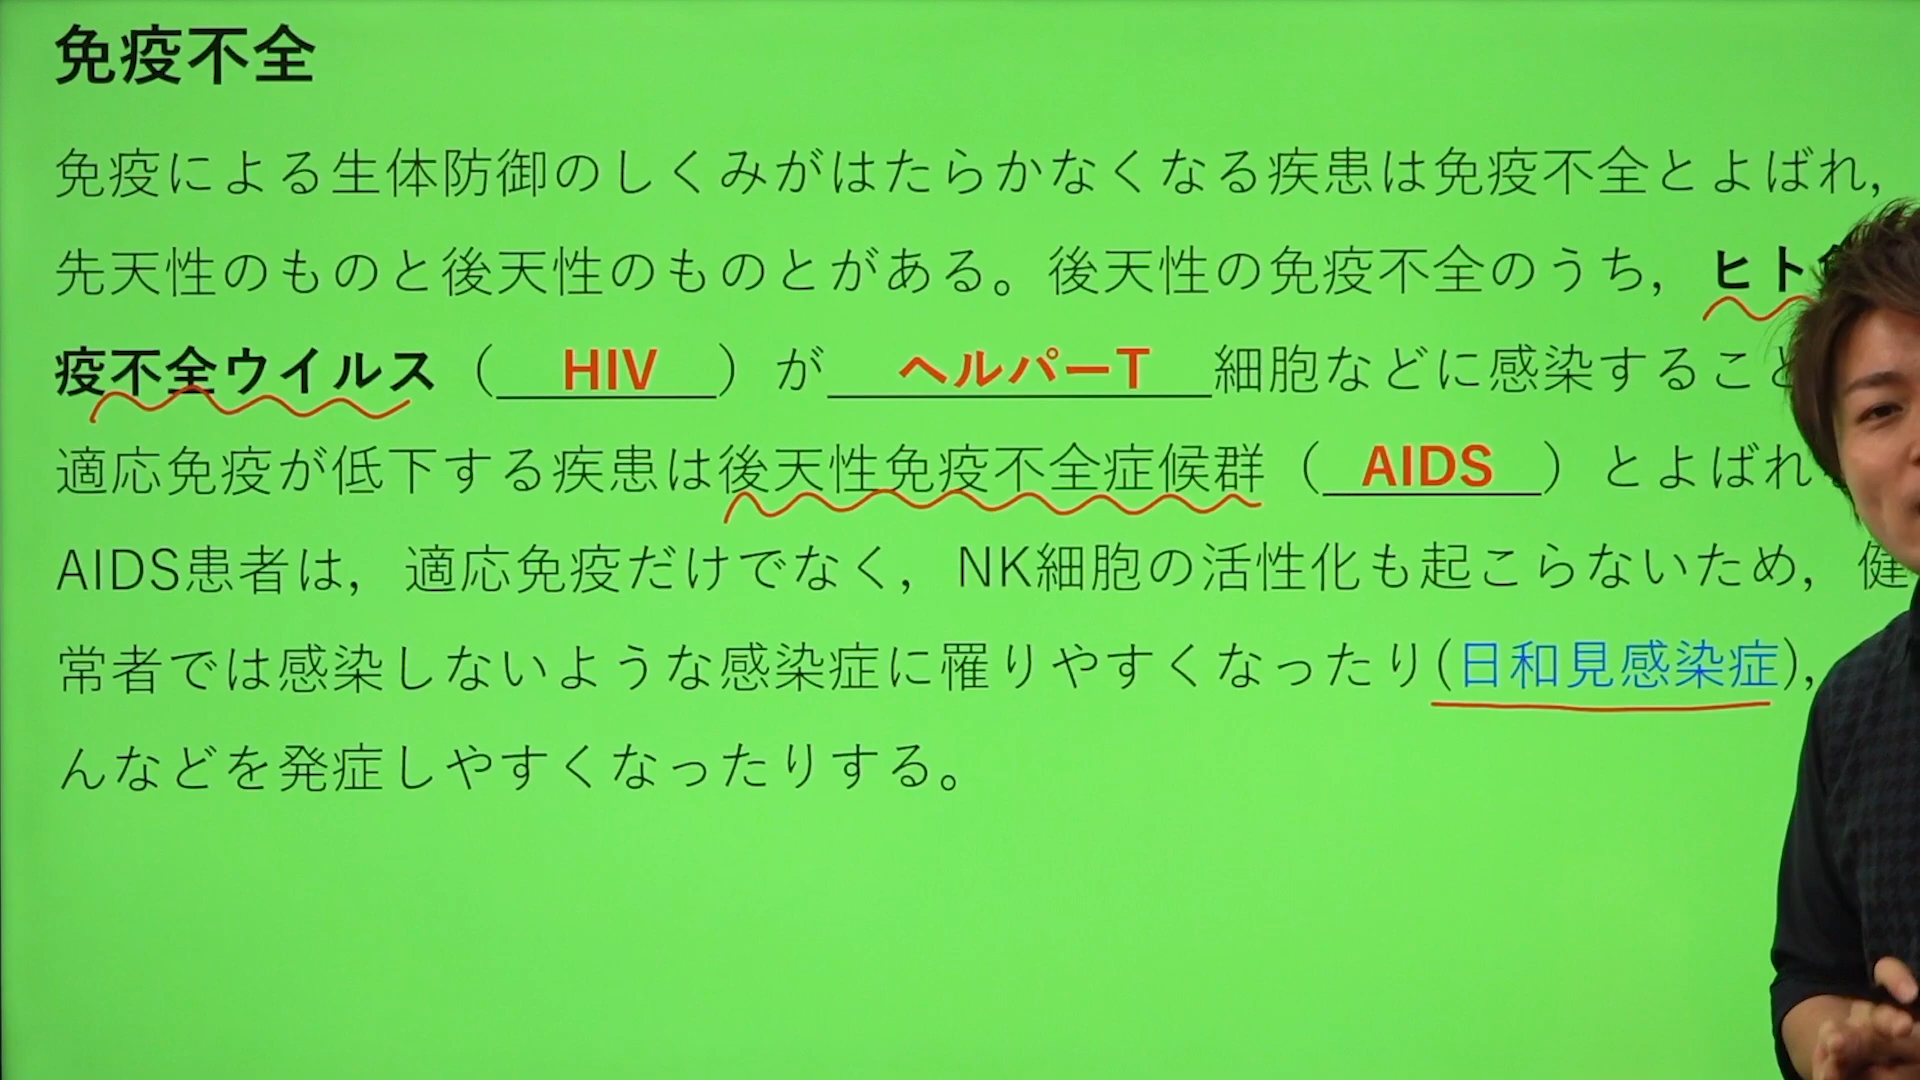 免疫不全
免疫による生体防御のしくみがはたらかなくなる疾患は免疫不全とよばれ,
先天性のものと後天性のものとがある。後天性の免疫不全のうち, ヒト
疫不全ウイルス（ HIV ）が ヘルパーT 細胞などに感染するこ
適応免疫が低下する疾患は後天性免疫不全症候群（ AIDS ）とよばれ
AIDS患者は, 適応免疫だけでなく, NK細胞の活性化も起こらないため, 健
常者では感染しないような感染症に罹りやすくなったり(日和見感染症),
んなどを発症しやすくなったりする。